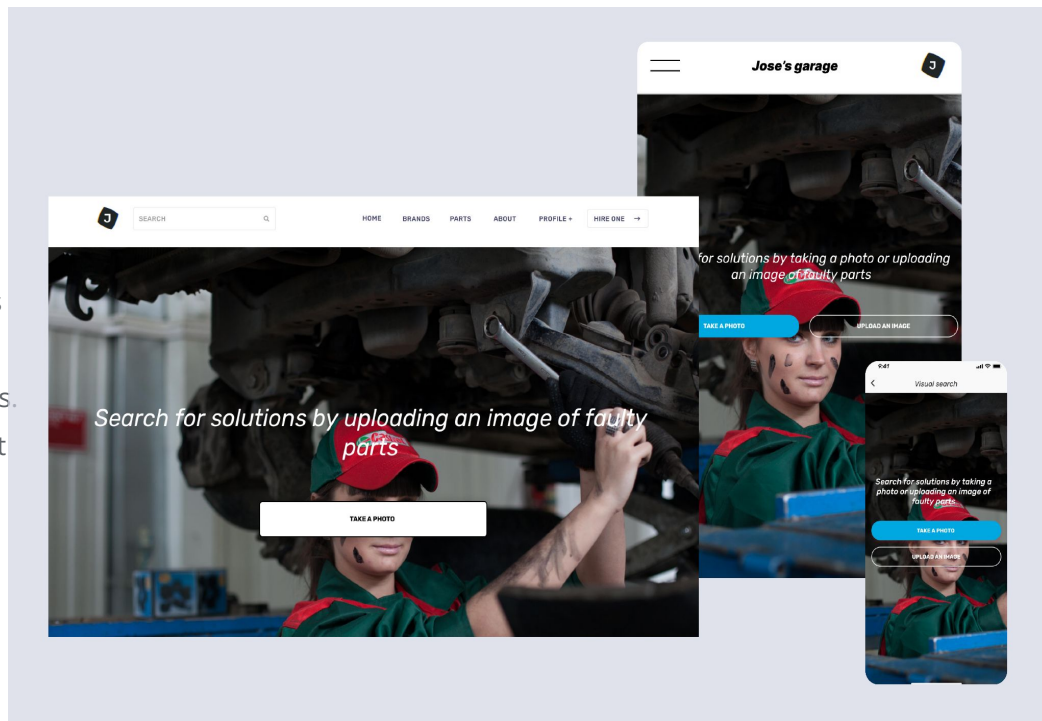 Jose's garage
J
J
SEARCH
HOME
BRANDS
PARTS
ABOUT
PROFILE +
HIRE ONE →
for solutions by taking a photo or uploading
an image of faulty parts
TAKE A PHOTO
UPLOAD AN IMAGE
s
s.
t
Search for solutions by uploading an image of faulty
parts
TAKE A PHOTO
9:41
Visual search
Search for solutions by taking a
photo or uploading an image of
faulty parts
TAKE A PHOTO
UPLOAD AN IMAGE